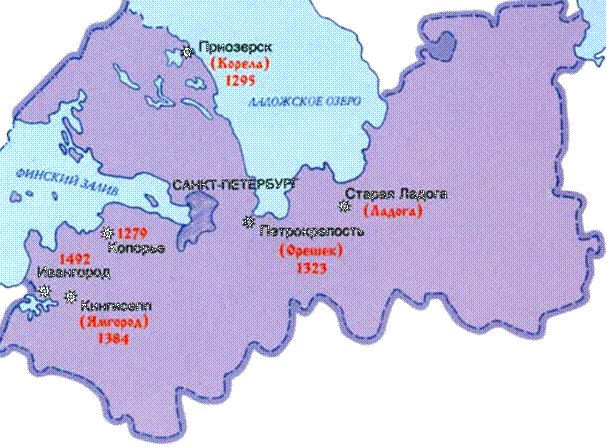 Приозерск
(Корела)
1295
ЛАДОЖСКОЕ ОЗЕРО
ФИНСКИЙ ЗАЛИВ
САНКТ-ПЕТЕРБУРГ
Старая Ладога
(Ладога)
Пэтрокрапость
(Орешек)
1323
1279
Копорье
1492
Ивангород
Кингисепп
(Ямгород)
1384